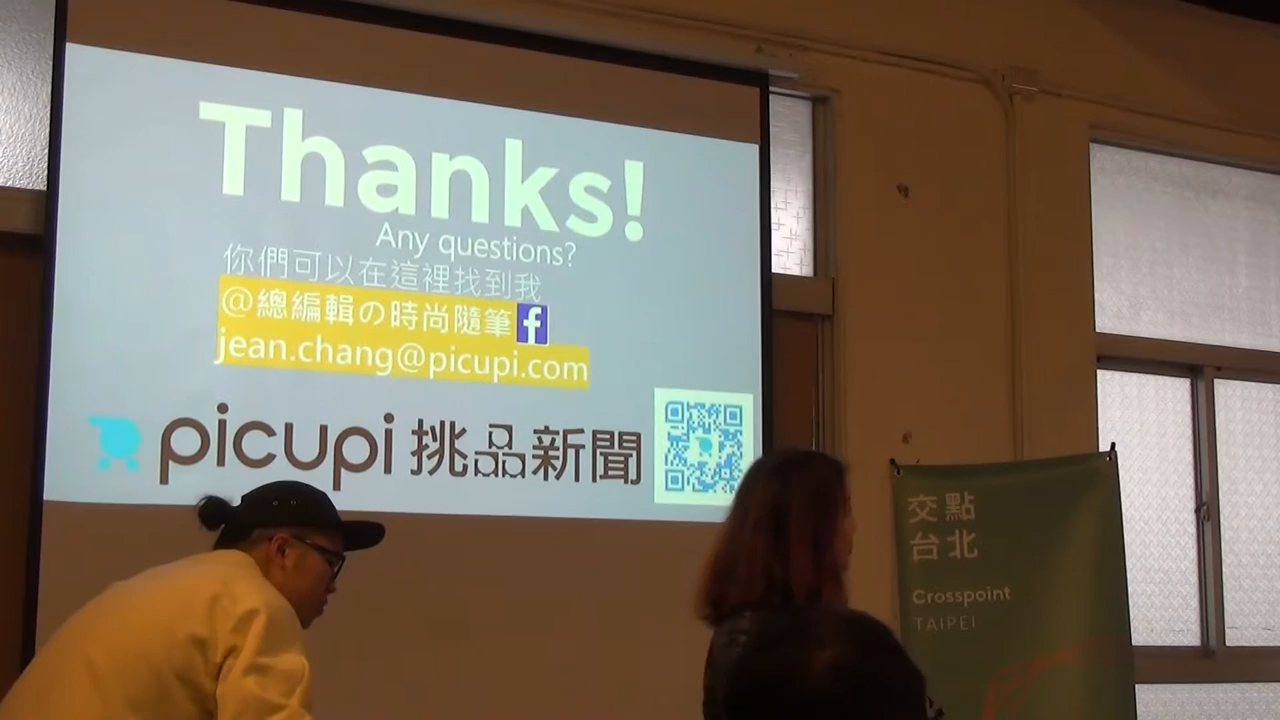 Thanks!
Any questions?
你們可以在這裡找到我
@總編輯の時尚隨筆
jean.chang@picupi.com
picupi 挑品新聞
交點
台北
Crosspoint
TAIPEI